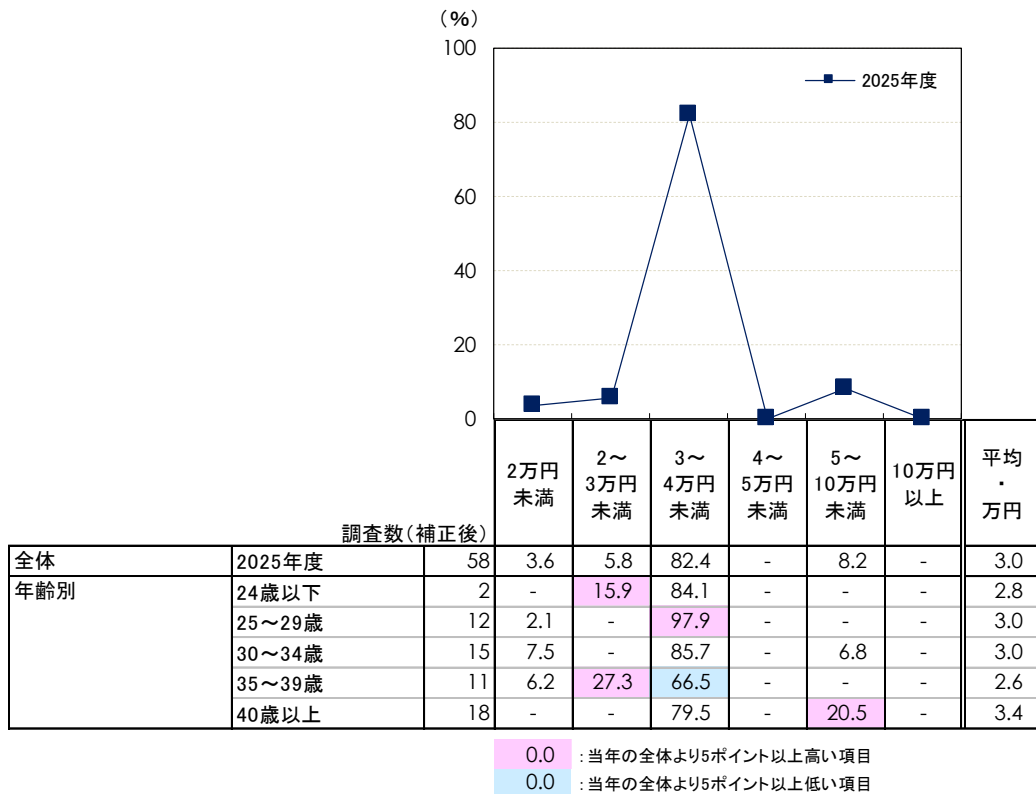 （%）
100
80
60
40
20
0
2025年度
2万円
未満
2～
3万円
未満
3～
4万円
未満
4～
5万円
未満
5～
10万円
未満
10万円
以上
平均
・
万円
調査数（補正後）
全体 2025年度 58 3.6 5.8 82.4 - 8.2 - 3.0
年齢別 24歳以下 2 - 15.9 84.1 - - - 2.8
25～29歳 12 2.1 - 97.9 - - - 3.0
30～34歳 15 7.5 - 85.7 - 6.8 - 3.0
35～39歳 11 6.2 27.3 66.5 - - - 2.6
40歳以上 18 - - 79.5 - 20.5 - 3.4
0.0 ：当年の全体より5ポイント以上高い項目
0.0 ：当年の全体より5ポイント以上低い項目